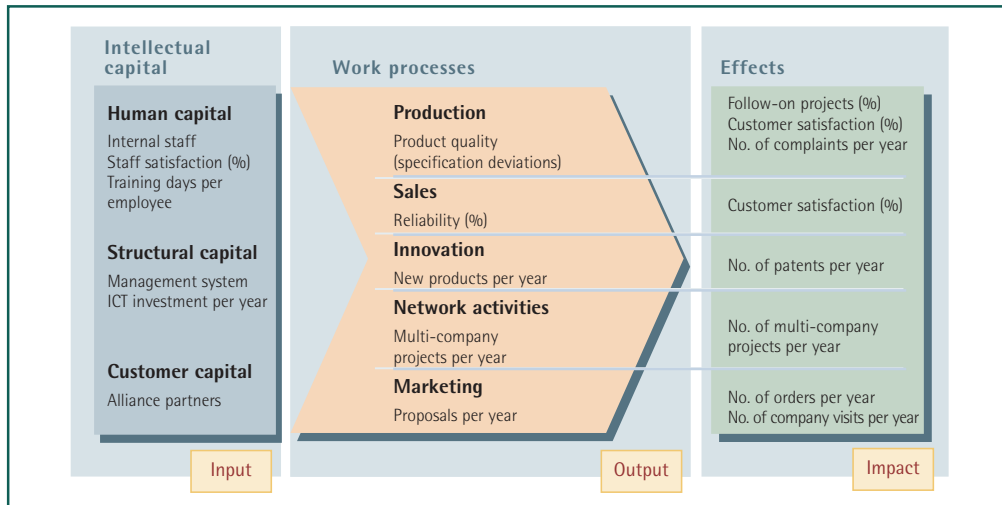 Intellectual
capital
Human capital
Internal staff
Staff satisfaction (%)
Training days per
employee
Structural capital
Management system
ICT investment per year
Customer capital
Alliance partners
Input
Work processes
Production
Product quality
(specification deviations)
Sales
Reliability (%)
Innovation
New products per year
Network activities
Multi-company
projects per year
Marketing
Proposals per year
Output
Effects
Follow-on projects (%)
Customer satisfaction (%)
No. of complaints per year
Customer satisfaction (%)
No. of patents per year
No. of multi-company
projects per year
No. of orders per year
No. of company visits per year
Impact